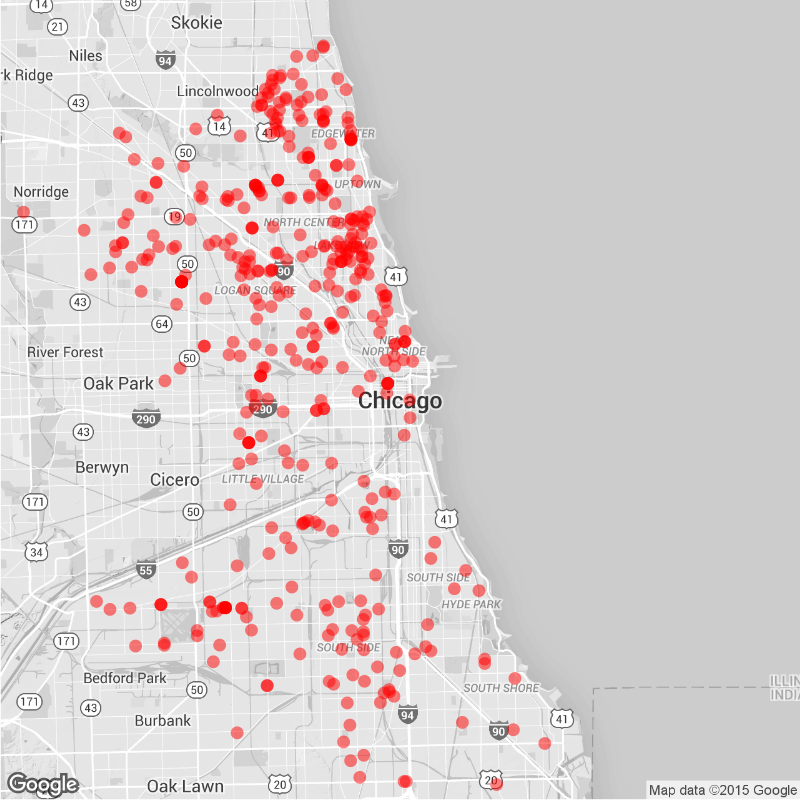 14
58
Skokie
21
Niles
94
rk Ridge
Lincolnwood
43
14
41
EDGEWATER
50
Norridge
UPTOWN
171
19
NORTH CENTER
50
90
41
LOGAN SQUARE
43
64
NEAR
NORTH SIDE
River Forest
50
Oak Park
290
290
Chicago
43
Berwyn
Cicero
LITTLE VILLAGE
171
50
41
34
90
55
SOUTH SIDE
HYDE PARK
171
SOUTH SIDE
Bedford Park
50
SOUTH SHORE
ILLIN
INDIA
171
43
Burbank
94
90
41
Google
Oak Lawn
20
20
Map data ©2015 Google